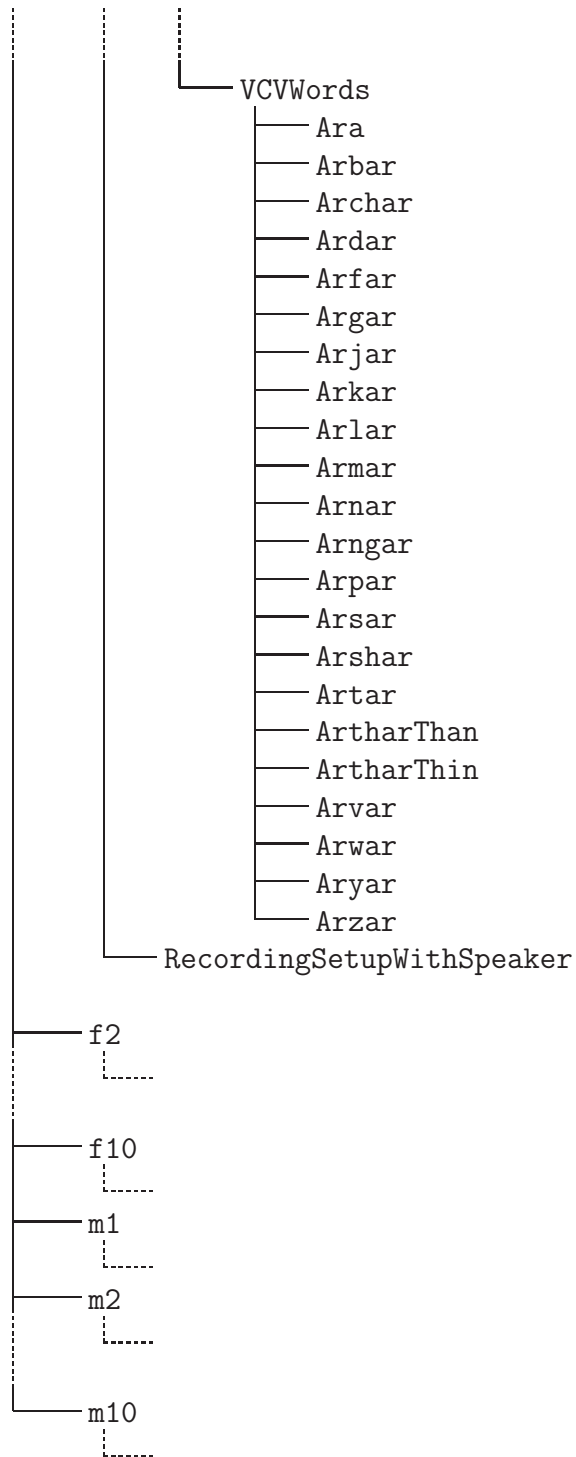 VCVWords
Ara
Arbar
Archar
Ardar
Arfar
Argar
Arjar
Arkar
Arlar
Armar
Arnar
Arngar
Arpar
Arsar
Arshar
Artar
ArtharThan
ArtharThin
Arvar
Arwar
Aryar
Arzar
RecordingSetupWithSpeaker
f2
f10
m1
m2
m10